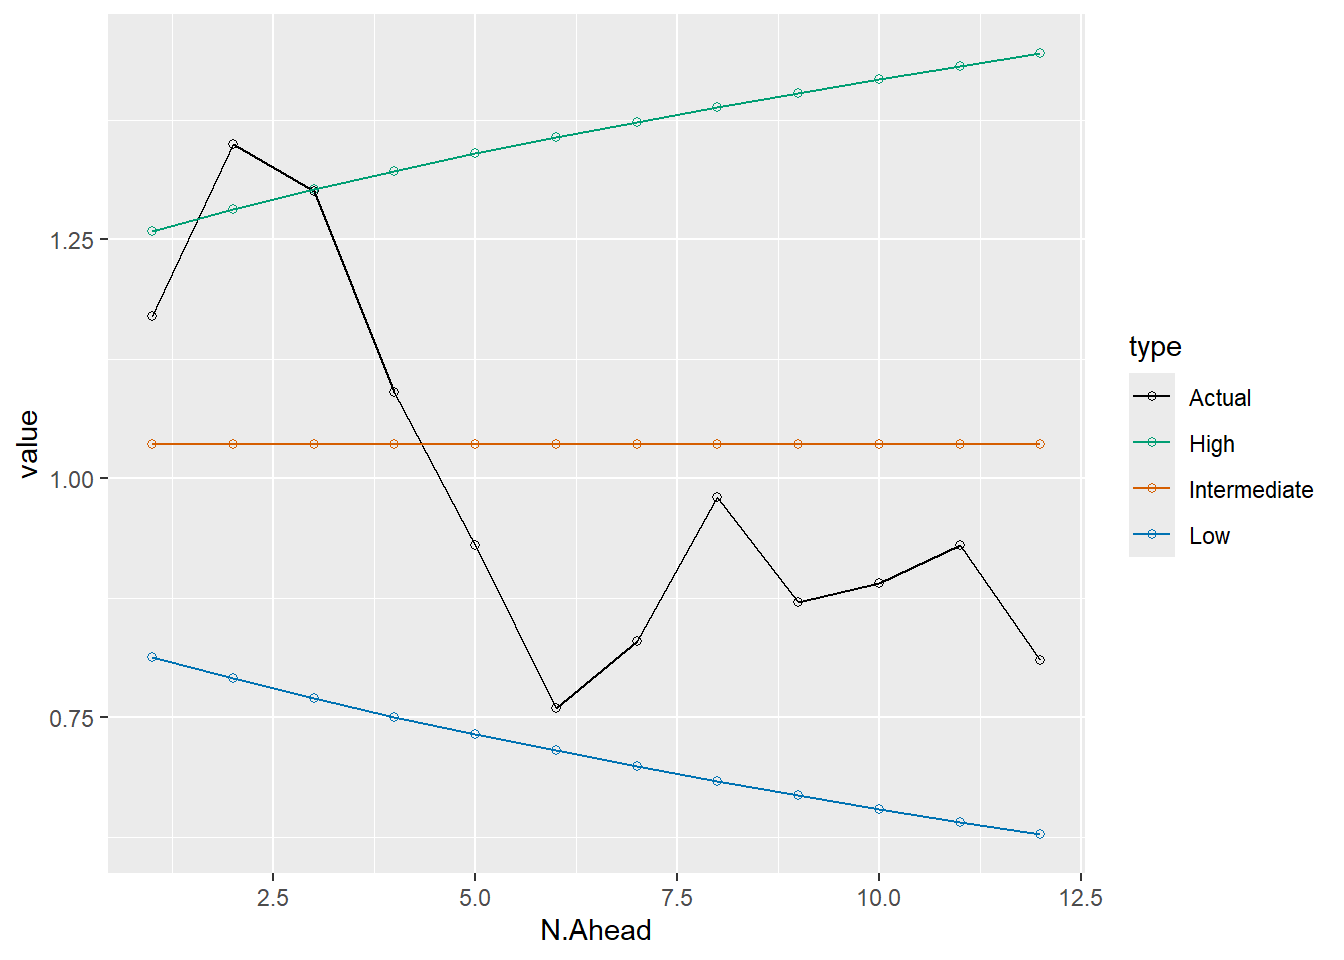 1.25
1.00
0.75
value
2.5
5.0
7.5
10.0
12.5
N.Ahead
type
Actual
High
Intermediate
Low